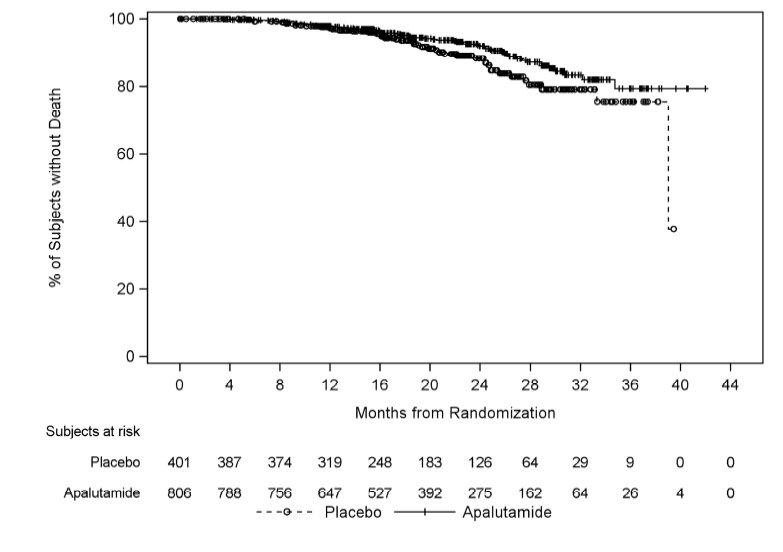 % of Subjects without Death
100
80
60
40
20
0
0 4 8 12 16 20 24 28 32 36 40 44
Months from Randomization
Subjects at risk
Placebo 401 387 374 319 248 183 126 64 29 9 0 0
Apalutamide 806 788 756 647 527 392 275 162 64 26 4 0
Placebo Apalutamide